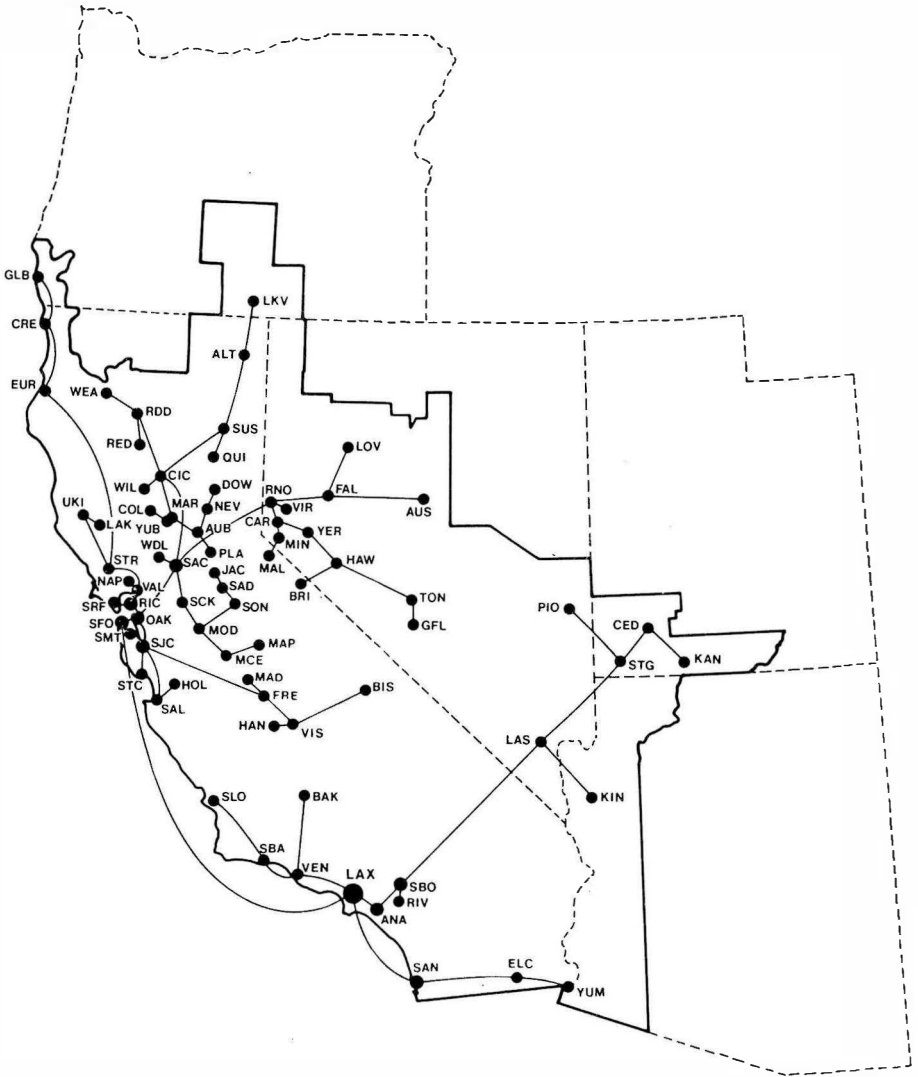 GLB
LKV
CRE
ALT
EUR
WEA
RDD
SUS
RED
QUI
LOV
CIC
WIL
DOW
RNO
FAL
COL
MAR
NEV
VIR
AUS
UKI
LAK
YUB
AUB
CAR
YER
WDL
PLA
MIN
STR
SAC
JAC
MAL
HAW
NAP
VAL
SAD
BRI
SRF
RIC
SCK
SON
TON
PIO
SFO
OAK
GFL
CED
SMT
SJC
MOD
MAP
MCE
STG
KAN
STC
HOL
MAD
BIS
SAL
FRE
HAN
VIS
LAS
SLO
BAK
KIN
SBA
VEN
LAX
SBO
RIV
ANA
SAN
ELC
YUM